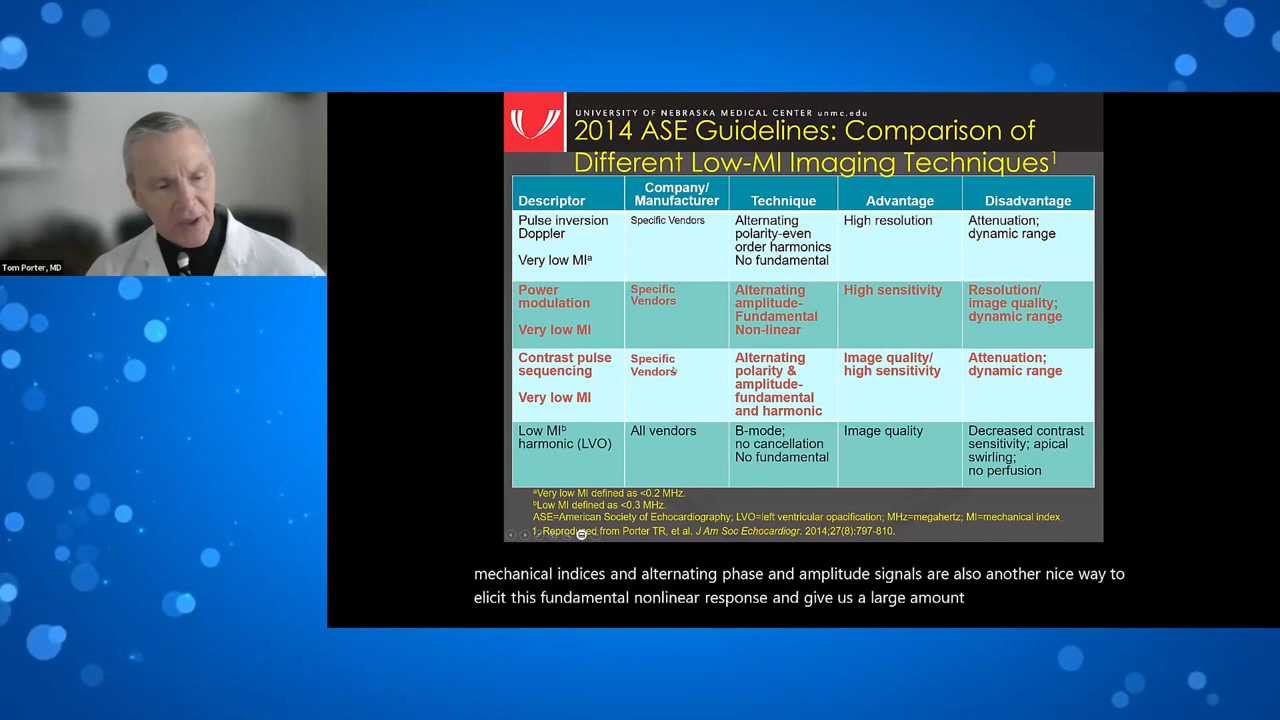 UNIVERSITY OF NEBRASKA MEDICAL CENTER unmc.edu
2014 ASE Guidelines: Comparison of
Different Low-MI Imaging Techniques1
Tom Porter, MD
Descriptor
Company/
Manufacturer
Technique
Advantage
Disadvantage
Pulse inversion
Doppler
Very low MIa
Specific Vendors
Alternating
polarity-even
order harmonics
No fundamental
High resolution
Attenuation;
dynamic range
Power
modulation
Very low MI
Specific
Vendors
Alternating
amplitude-
Fundamental
Non-linear
High sensitivity
Resolution/
image quality;
dynamic range
Contrast pulse
sequencing
Very low MI
Specific
Vendors
Alternating
polarity &
amplitude-
fundamental
and harmonic
Image quality/
high sensitivity
Attenuation;
dynamic range
Low MIb
harmonic (LVO)
All vendors
B-mode;
no cancellation
No fundamental
Image quality
Decreased contrast
sensitivity; apical
swirling;
no perfusion
aVery low MI defined as <0.2 MHz.
bLow MI defined as <0.3 MHz.
ASE=American Society of Echocardiography; LVO=left ventricular opacification; MHz=megahertz; MI=mechanical index
1. from Porter TR, et al. J Am Soc Echocardiogr. 2014;27(8):797-810.
mechanical indices and alternating phase and amplitude signals are also another nice way to
elicit this fundamental nonlinear response and give us a large amount